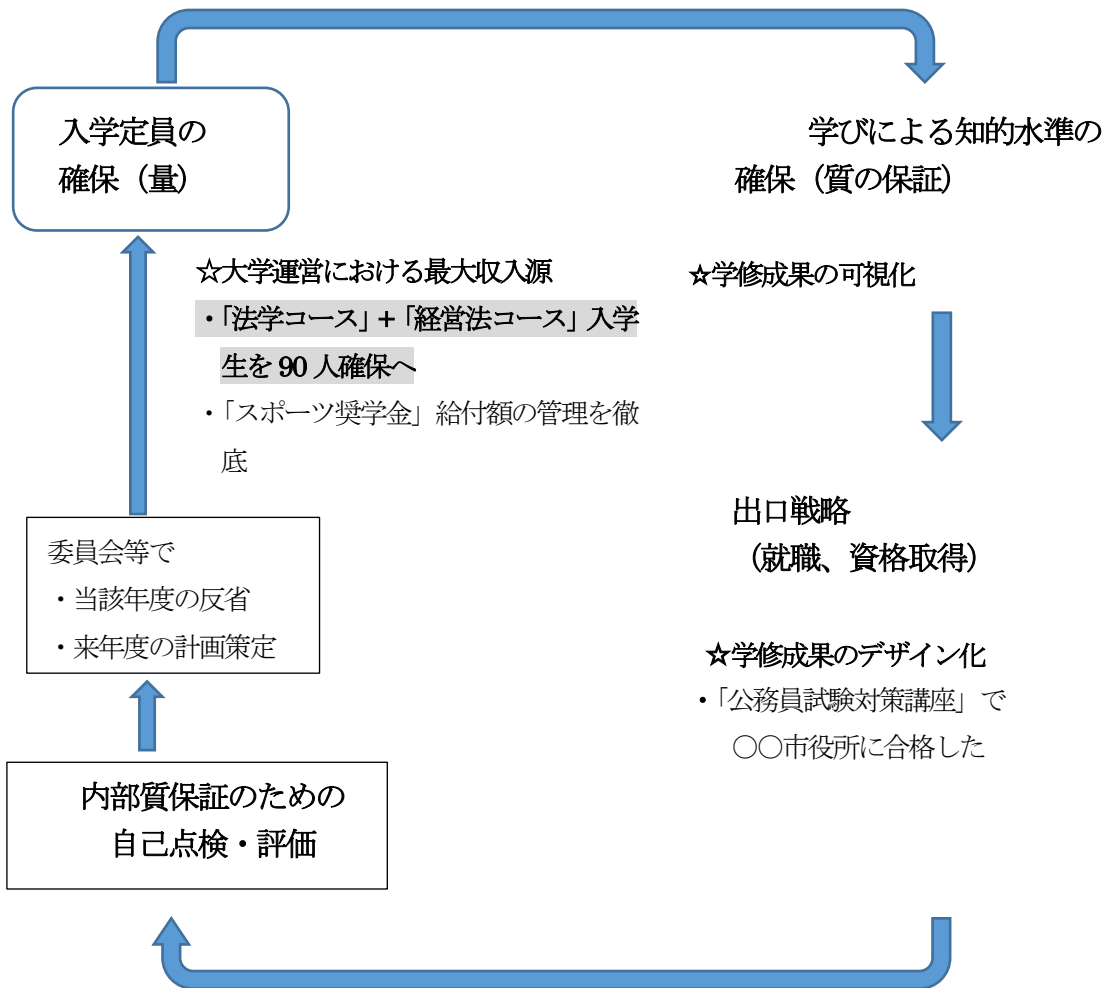 入学定員の
確保（量）
学びによる知的水準の
確保（質の保証）
☆大学運営における最大収入源
・「法学コース」+「経営法コース」入学
生を 90 人確保へ
・「スポーツ奨学金」給付額の管理を徹
底
☆学修成果の可視化
出口戦略
（就職、資格取得）
☆学修成果のデザイン化
・「公務員試験対策講座」で
〇〇市役所に合格した
委員会等で
・当該年度の反省
・来年度の計画策定
内部質保証のための
自己点検・評価